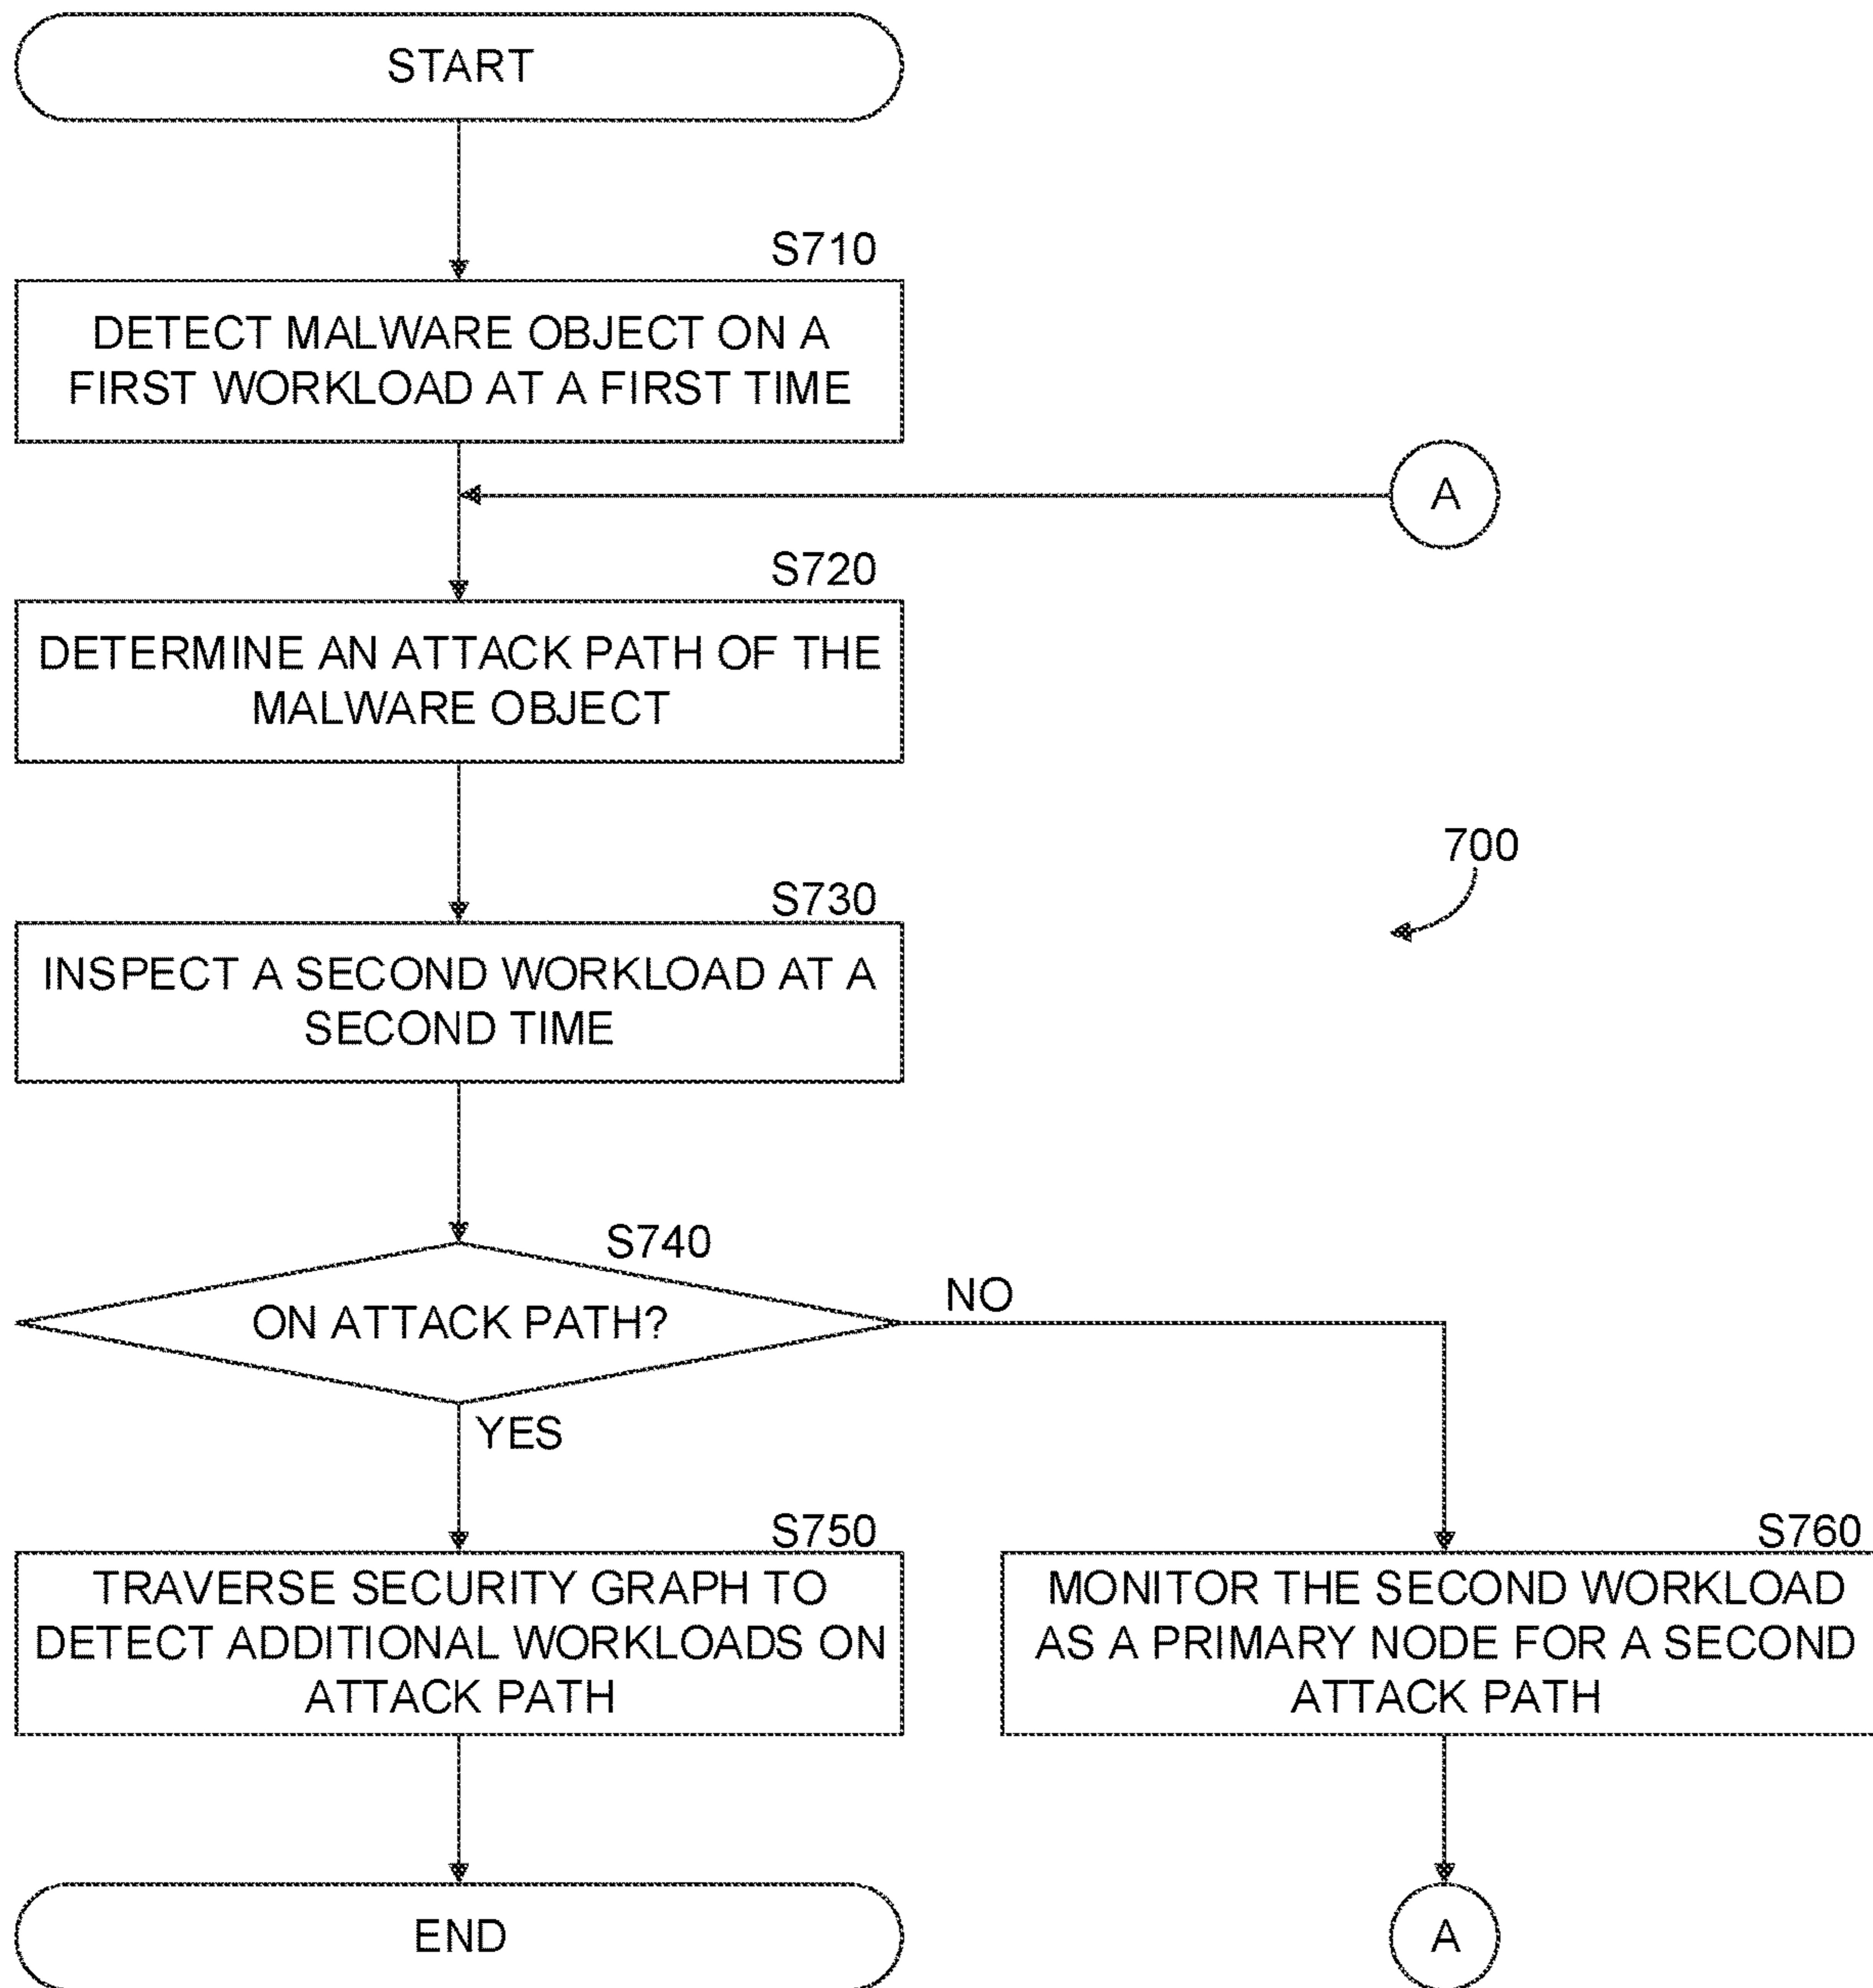 START
S710
DETECT MALWARE OBJECT ON A
FIRST WORKLOAD AT A FIRST TIME
A
S720
DETERMINE AN ATTACK PATH OF THE
MALWARE OBJECT
700
S730
INSPECT A SECOND WORKLOAD AT A
SECOND TIME
S740
ON ATTACK PATH?
NO
YES
S750
TRAVERSE SECURITY GRAPH TO
DETECT ADDITIONAL WORKLOADS ON
ATTACK PATH
S760
MONITOR THE SECOND WORKLOAD
AS A PRIMARY NODE FOR A SECOND
ATTACK PATH
END
A